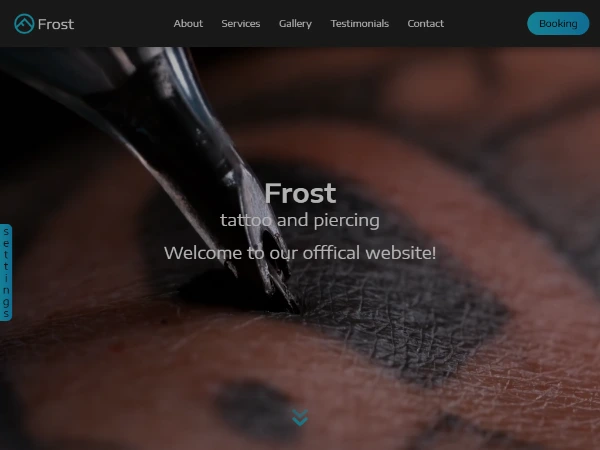 Frost
About
Services
Gallery
Testimonials
Contact
Booking
Frost
tattoo and piercing
Welcome to our offfical website!
settings